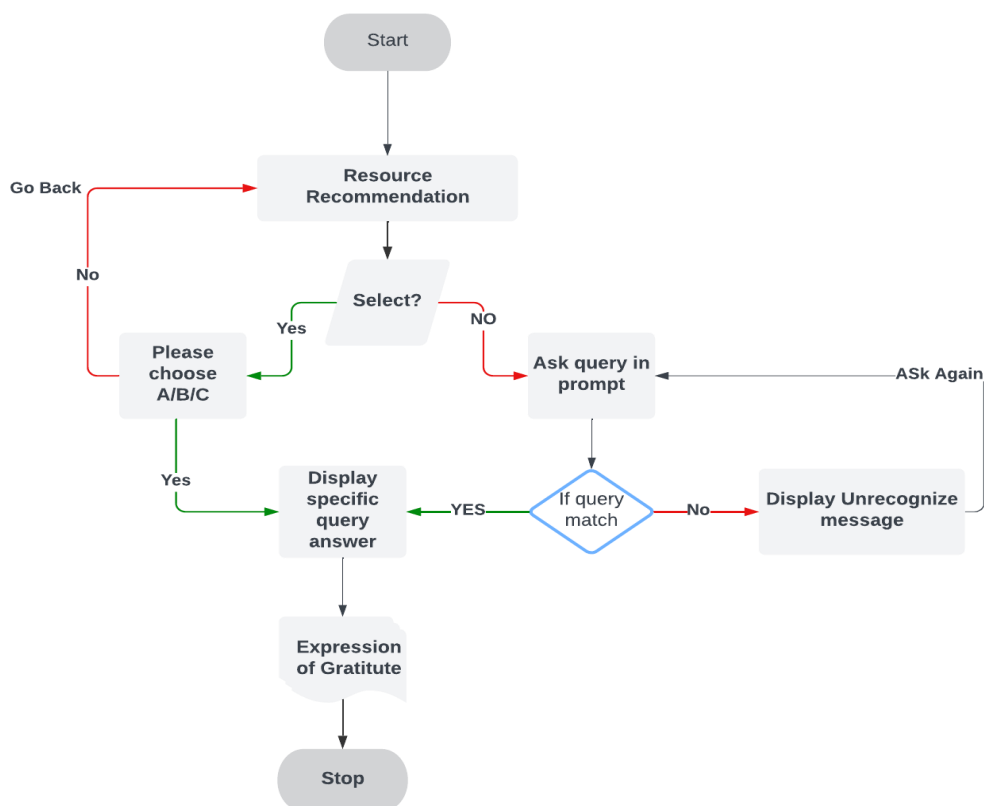 Start
Resource
Recommendation
Go Back
No
Select?
Yes
NO
Please
choose
A/B/C
Ask query in
prompt
ASk Again
Yes
Display
specific
query
answer
YES
If query
match
No
Display Unrecognize
message
Expression
of Gratitute
Stop